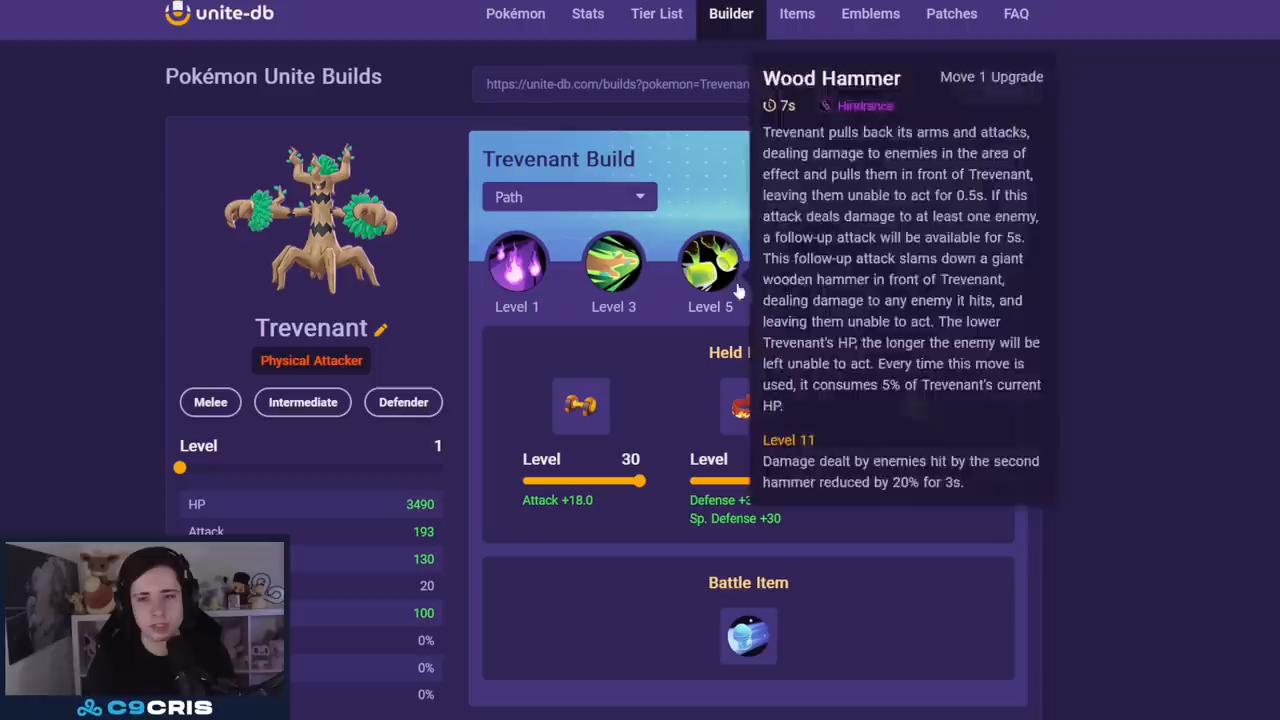 unite-db
Pokémon
Stats
Tier List
Builder
Items
Emblems
Patches
FAQ
Pokémon Unite Builds
https://unite-db.com/builds?pokemon=Trevenant
Trevenant
Physical Attacker
Melee
Intermediate
Defender
Level 1
HP 3490
Attack 193
130
20
100
0%
0%
0%
Trevenant Build
Path
Level 1
Level 3
Level 5
Held
Level 30
Attack +18.0
Level
Defense +3
Sp. Defense +30
Battle Item
Wood Hammer
Move 1 Upgrade
7s
Hindrance
Trevenant pulls back its arms and attacks,
dealing damage to enemies in the area of
effect and pulls them in front of Trevenant,
leaving them unable to act for 0.5s. If this
attack deals damage to at least one enemy,
a follow-up attack will be available for 5s.
This follow-up attack slams down a giant
wooden hammer in front of Trevenant,
dealing damage to any enemy it hits, and
leaving them unable to act. The lower
Trevenant's HP, the longer the enemy will be
left unable to act. Every time this move is
used, it consumes 5% of Trevenant's current
HP.
Level 11
Damage dealt by enemies hit by the second
hammer reduced by 20% for 3s.
C9CRIS